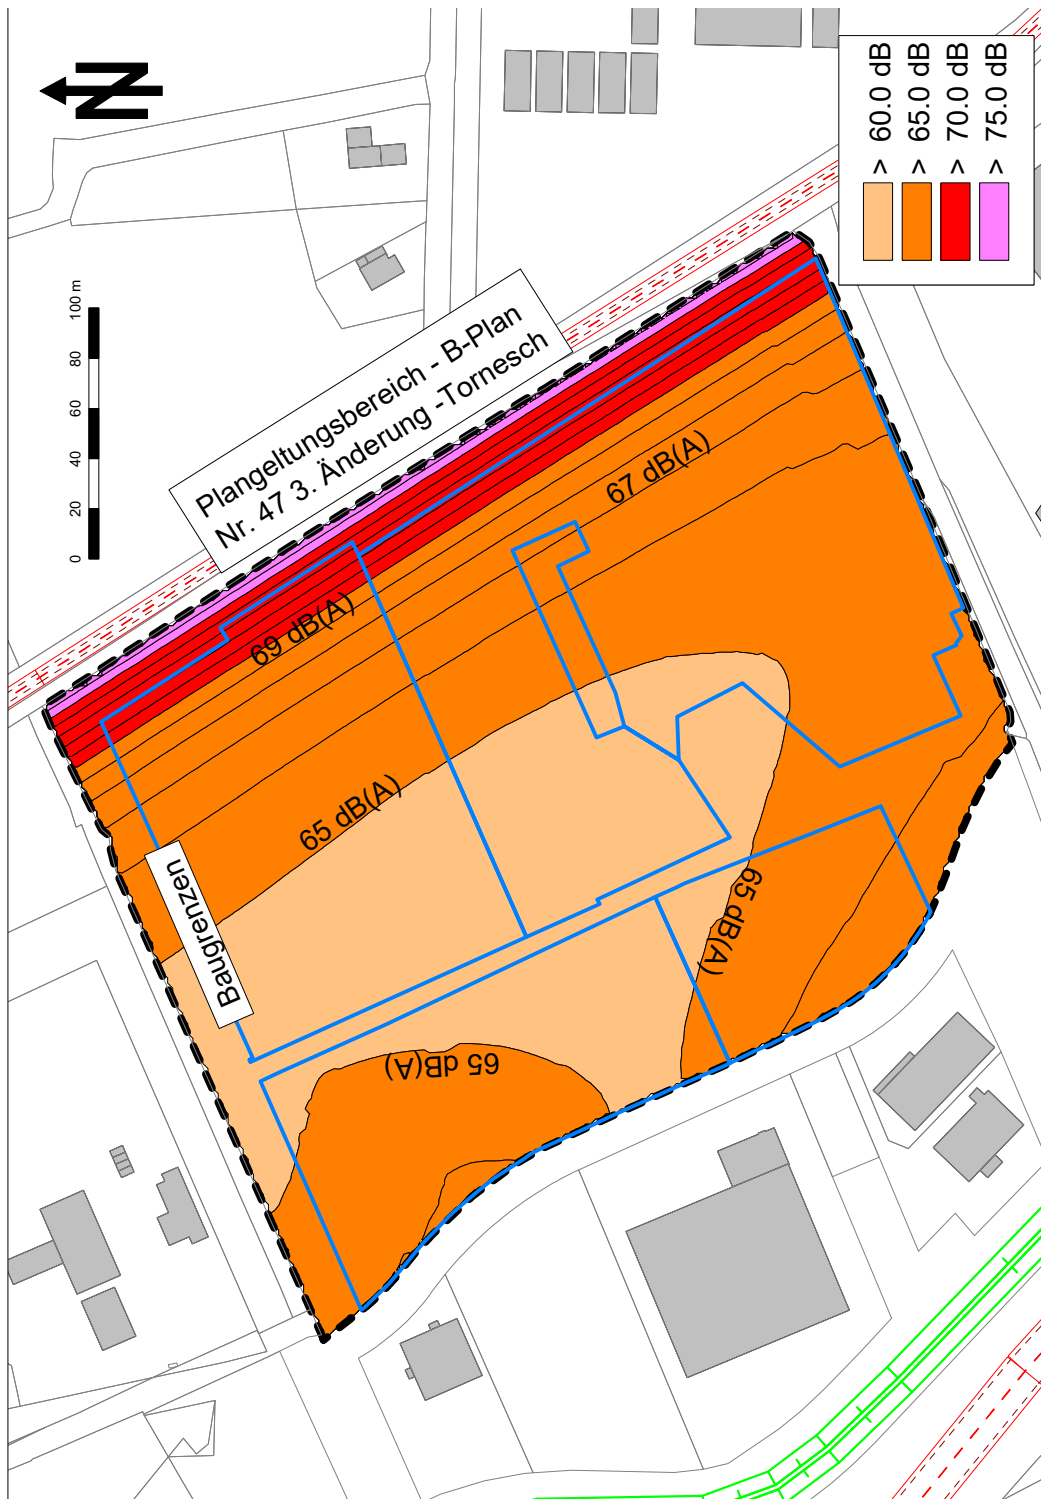 N
> 60.0 dB
> 65.0 dB
> 70.0 dB
> 75.0 dB
0 20 40 60 80 100 m
Plangeltungsbereich - B-Plan
Nr. 47 3. Änderung -Tornesch
67 dB(A)
69 dB(A)
65 dB(A)
Baugrenzen
65 dB(A)
65 dB(A)